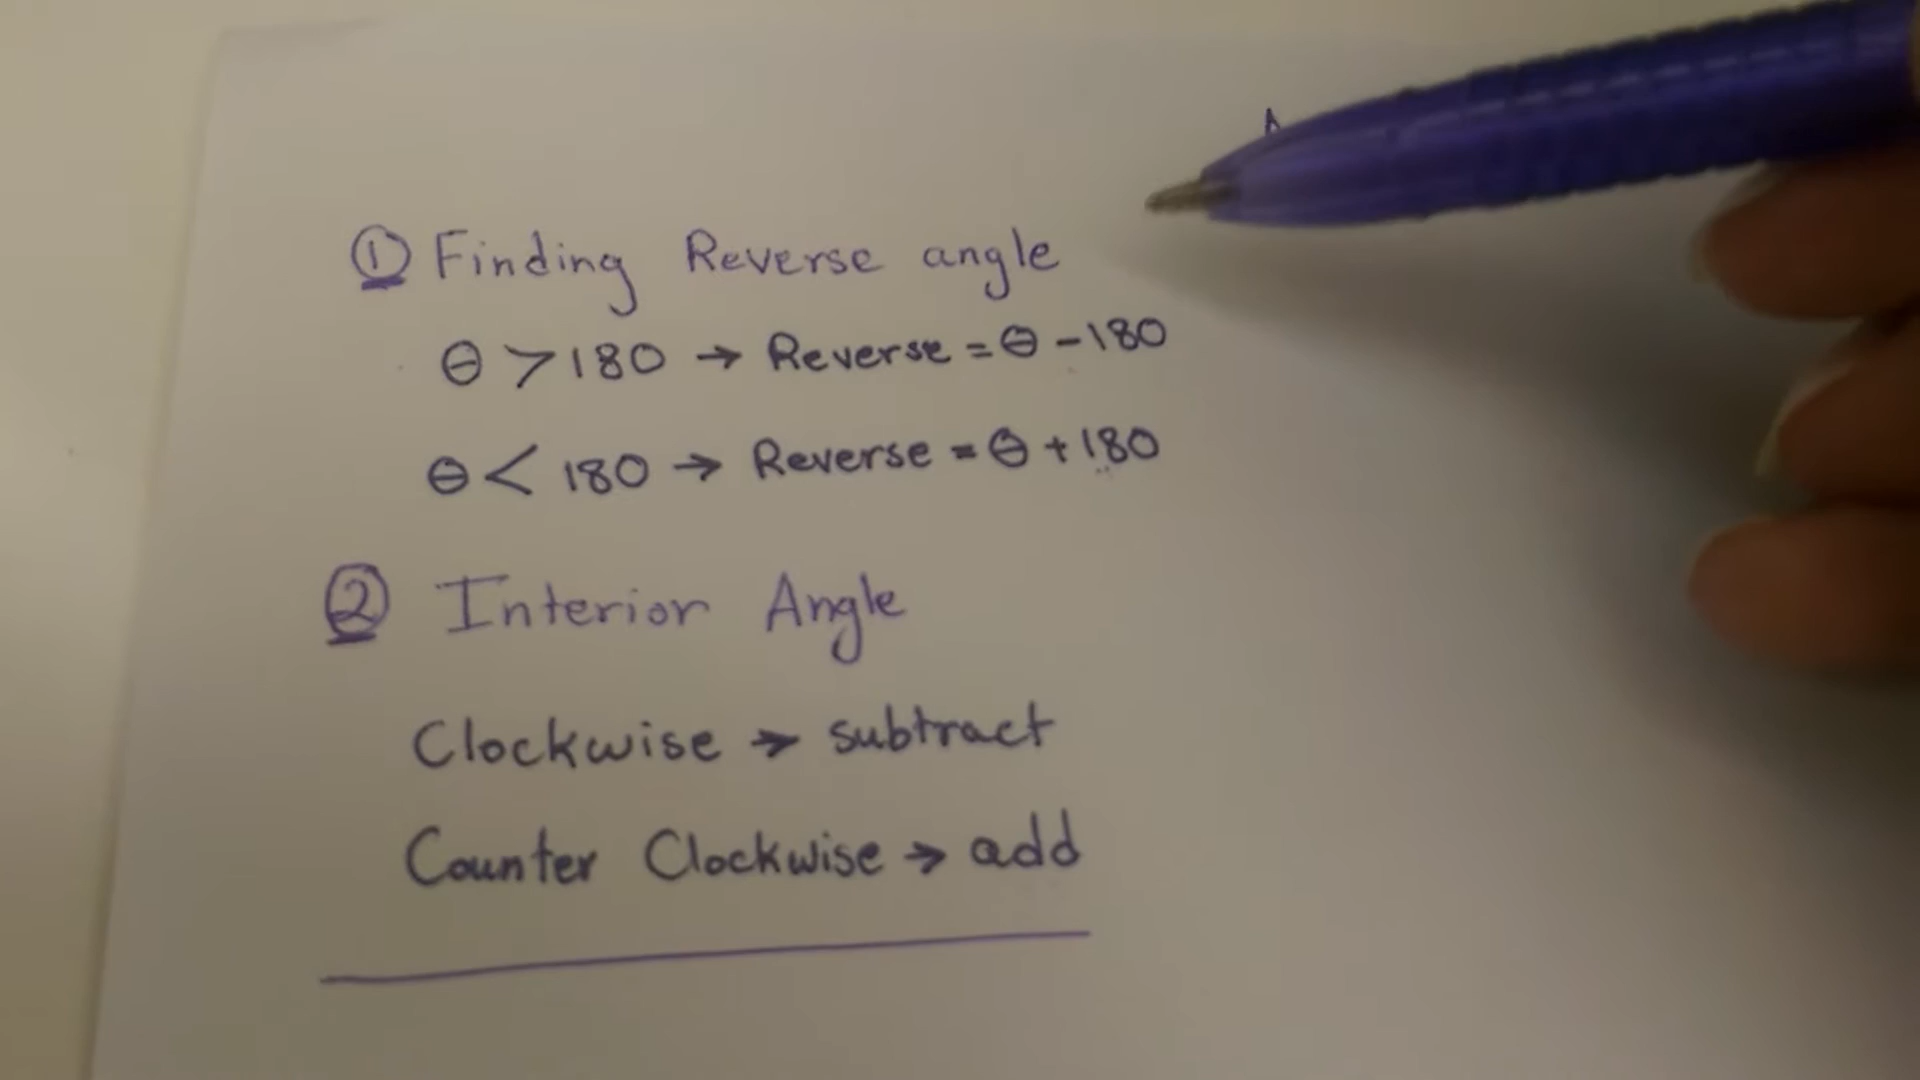 ① Finding Reverse angle
θ > 180 → Reverse = θ - 180
θ < 180 → Reverse = θ + 180
② Interior Angle
Clockwise → subtract
Counter Clockwise → add